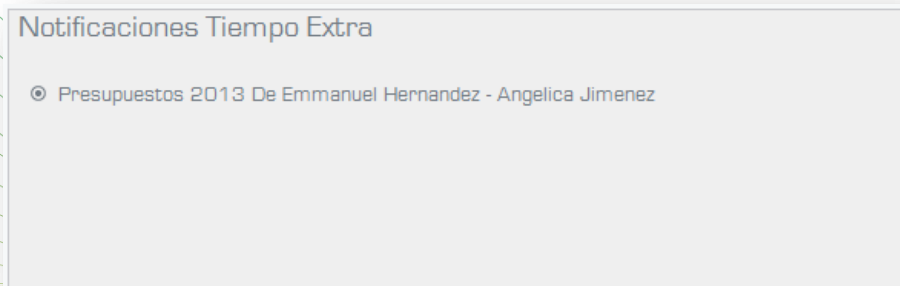 Notificaciones Tiempo Extra
Presupuestos 2013 De Emmanuel Hernandez - Angelica Jimenez